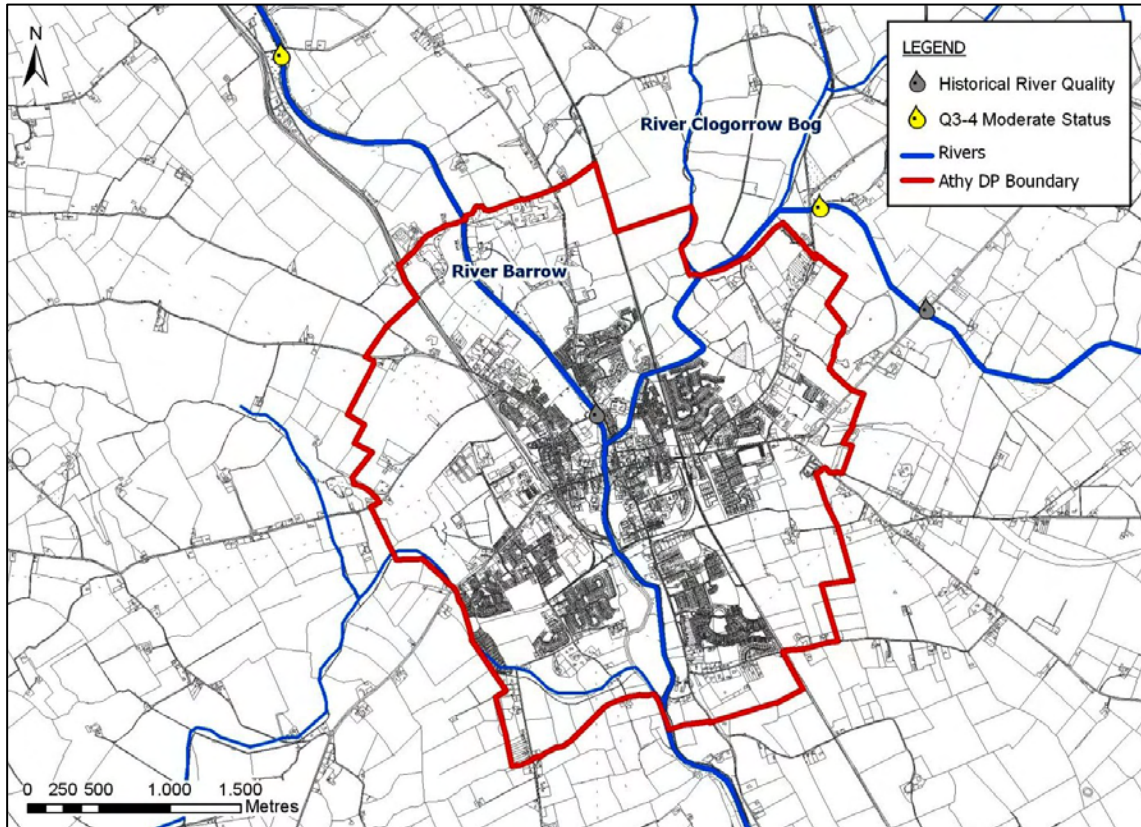 N
LEGEND
Historical River Quality
Q3-4 Moderate Status
Rivers
Athy DP Boundary
River Clogorrow Bog
River Barrow
0 250 500 1.000 1.500
Metres